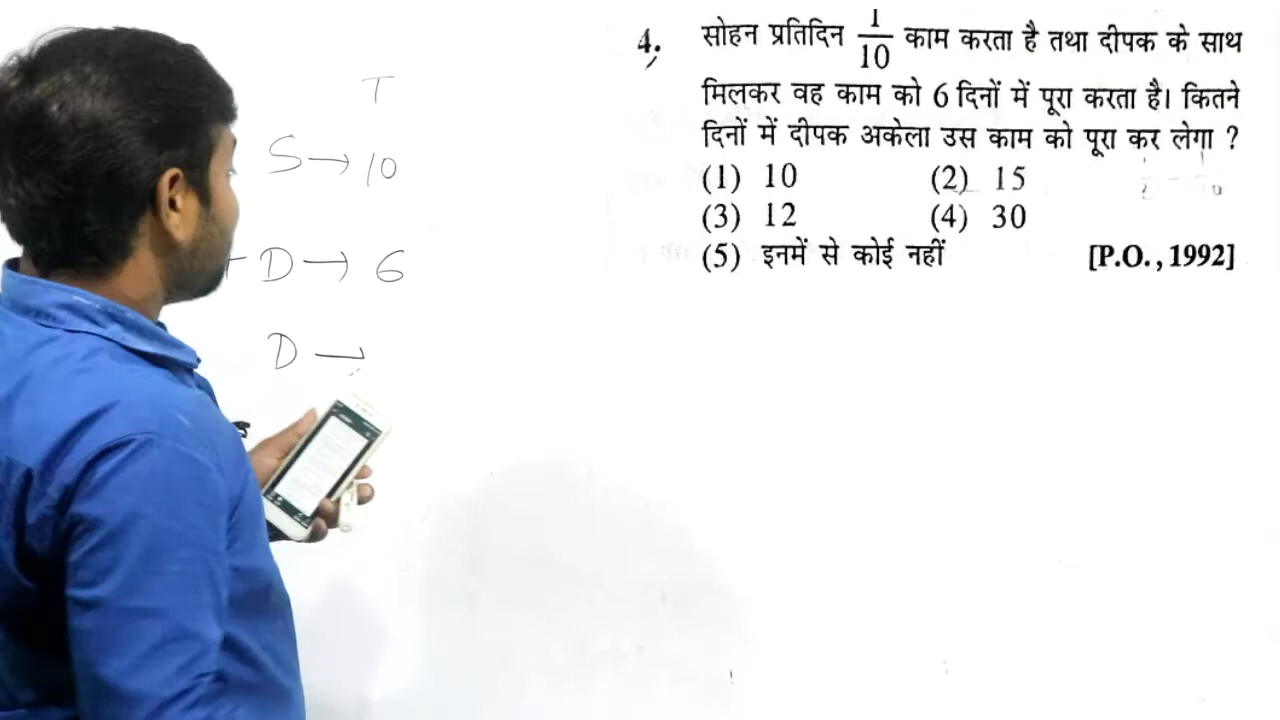 T
S → 10
+ D → 6
D →
4. सोहन प्रतिदिन 1/10 काम करता है तथा दीपक के साथ
मिलकर वह काम को 6 दिनों में पूरा करता है। कितने
दिनों में दीपक अकेला उस काम को पूरा कर लेगा ?
(1) 10 (2) 15
(3) 12 (4) 30
(5) इनमें से कोई नहीं [P.O., 1992]